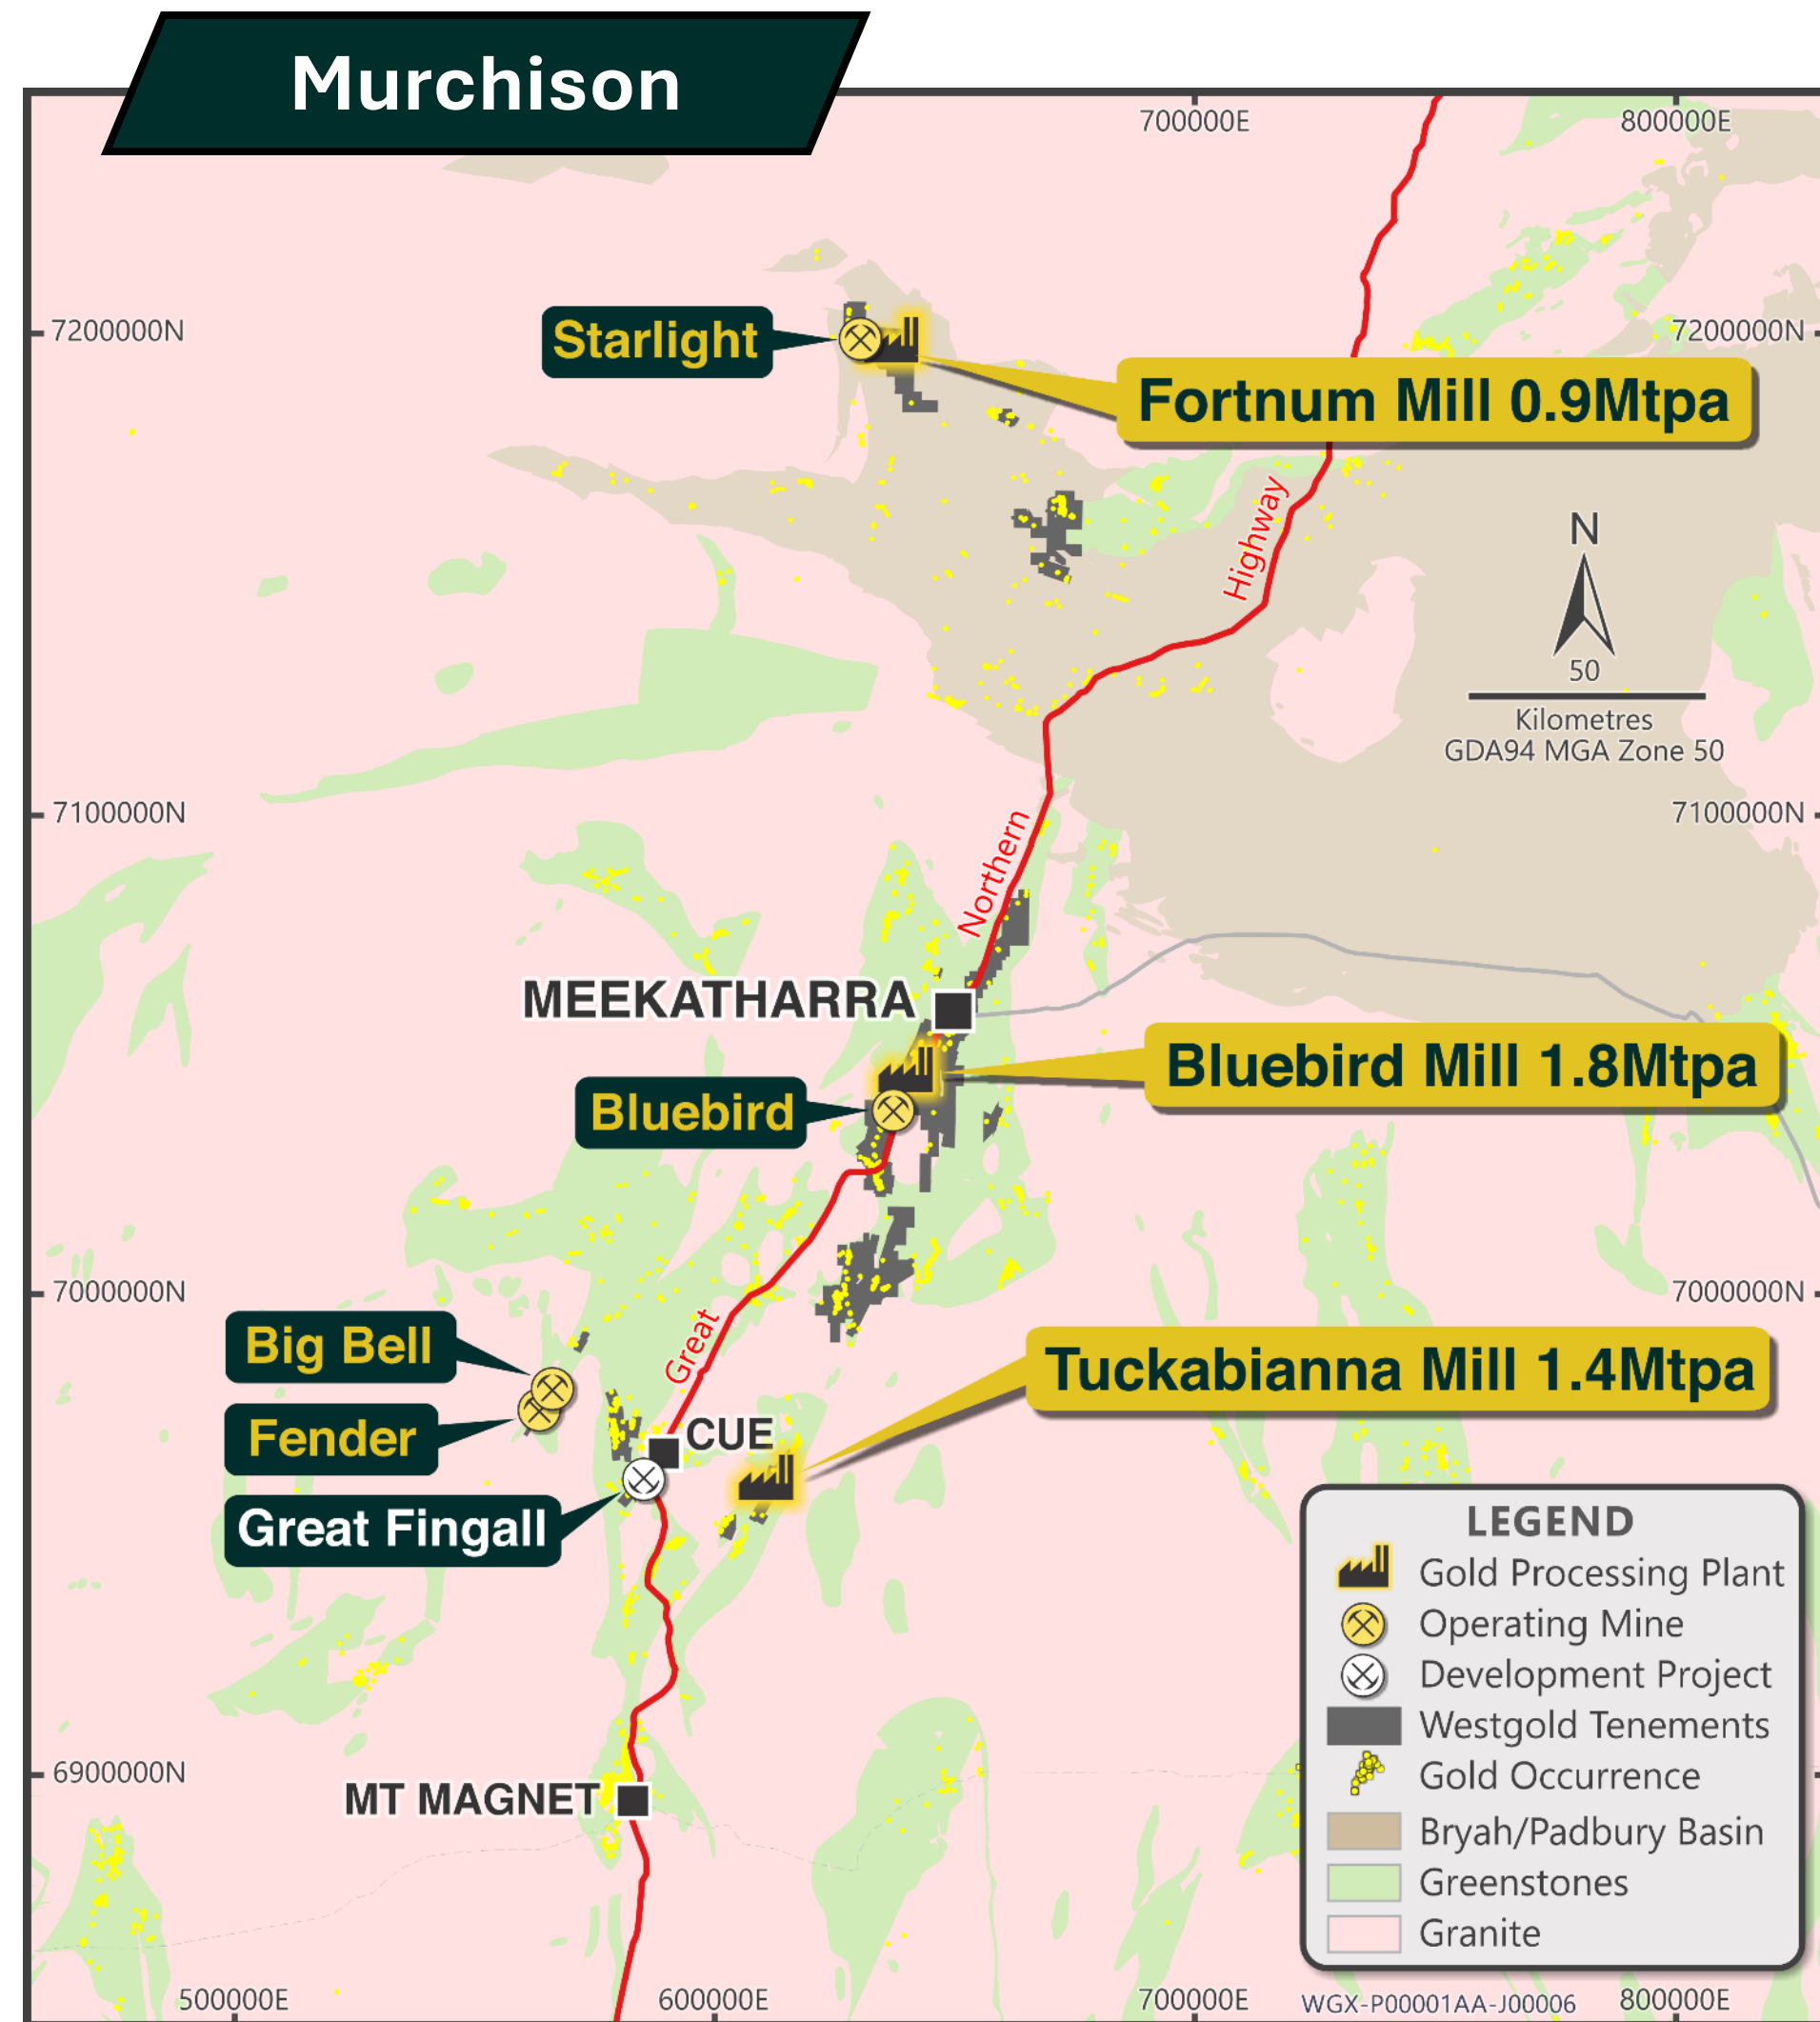 Murchison
700000E
800000E
7200000N
7200000N
Starlight
Fortnum Mill 0.9Mtpa
Highway
N
50
Kilometres
GDA94 MGA Zone 50
7100000N
7100000N
Northern
MEEKATHARRA
Bluebird Mill 1.8Mtpa
Bluebird
7000000N
7000000N
Great
Big Bell
Tuckabianna Mill 1.4Mtpa
Fender
CUE
Great Fingall
LEGEND
Gold Processing Plant
Operating Mine
Development Project
Westgold Tenements
Gold Occurrence
Bryah/Padbury Basin
Greenstones
Granite
6900000N
MT MAGNET
500000E
600000E
700000E
WGX-P00001AA-J00006
800000E